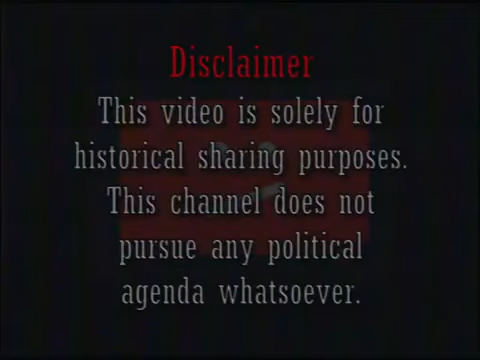 Disclaimer
This video is solely for
historical sharing purposes.
This channel does not
pursue any political
agenda whatsoever.